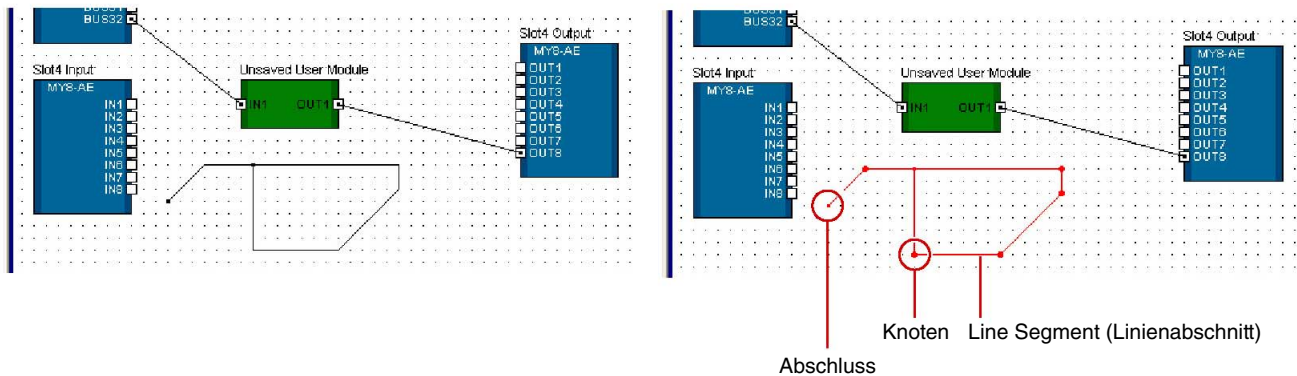 BUS31
BUS32
Slot4 Output
MY8-AE
OUT1
OUT2
OUT3
OUT4
OUT5
OUT6
OUT7
OUT8
Slot4 Input
MY8-AE
IN1
IN2
IN3
IN4
IN5
IN6
IN7
IN8
Unsaved User Module
IN1 OUT1
BUS31
BUS32
Slot4 Output
MY8-AE
OUT1
OUT2
OUT3
OUT4
OUT5
OUT6
OUT7
OUT8
Slot4 Input
MY8-AE
IN1
IN2
IN3
IN4
IN5
IN6
IN7
IN8
Unsaved User Module
IN1 OUT1
Knoten Line Segment (Linienabschnitt)
Abschluss